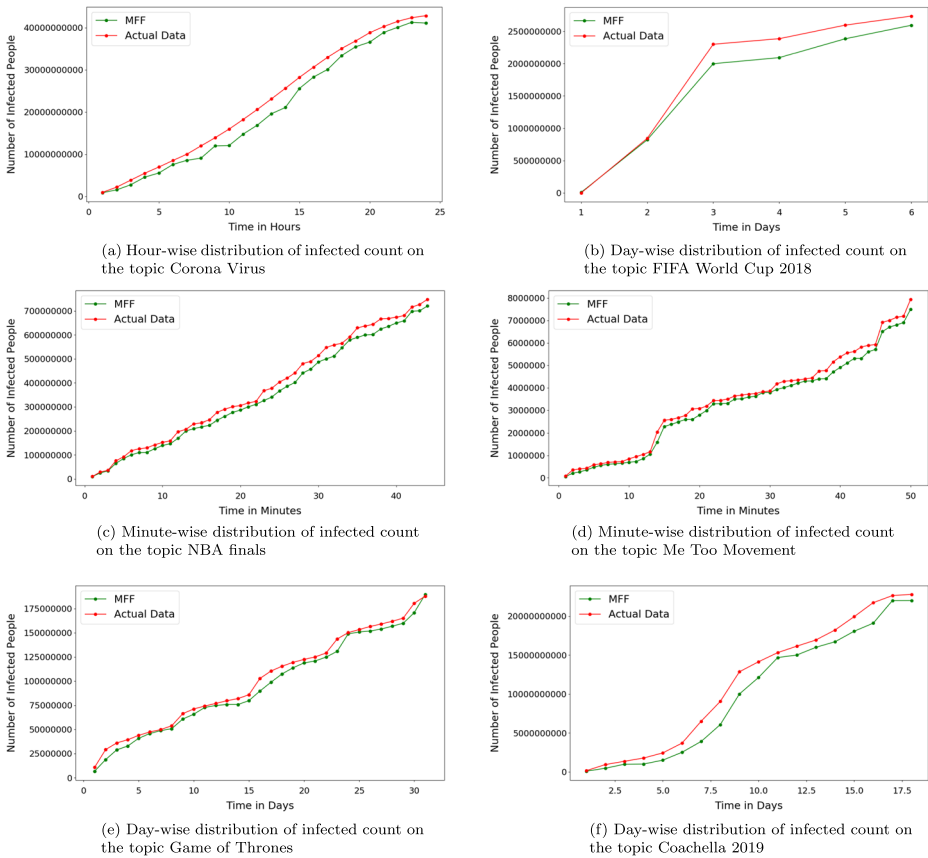 MFF
Actual Data
Number of Infected People
40000000000
30000000000
20000000000
10000000000
0
0 5 10 15 20 25
Time in Hours
(a) Hour-wise distribution of infected count on
the topic Corona Virus
MFF
Actual Data
Number of Infected People
2500000000
2000000000
1500000000
1000000000
500000000
0
1 2 3 4 5 6
Time in Days
(b) Day-wise distribution of infected count on
the topic FIFA World Cup 2018
MFF
Actual Data
Number of Infected People
700000
600000
500000
400000
300000
200000
100000
0
0 10 20 30 40
Time in Minutes
(c) Minute-wise distribution of infected count
on the topic NBA finals
MFF
Actual Data
Number of Infected People
8000000
7000000
6000000
5000000
4000000
3000000
2000000
1000000
0
0 10 20 30 40 50
Time in Minutes
(d) Minute-wise distribution of infected count
on the topic Me Too Movement
MFF
Actual Data
Number of Infected People
175000000
150000000
125000000
100000000
75000000
50000000
25000000
0
0 5 10 15 20 25 30
Time in Days
(e) Day-wise distribution of infected count on
the topic Game of Thrones
MFF
Actual Data
Number of Infected People
20000000000
15000000000
10000000000
5000000000
0
2.5 5.0 7.5 10.0 12.5 15.0 17.5
Time in Days
(f) Day-wise distribution of infected count on
the topic Coachella 2019